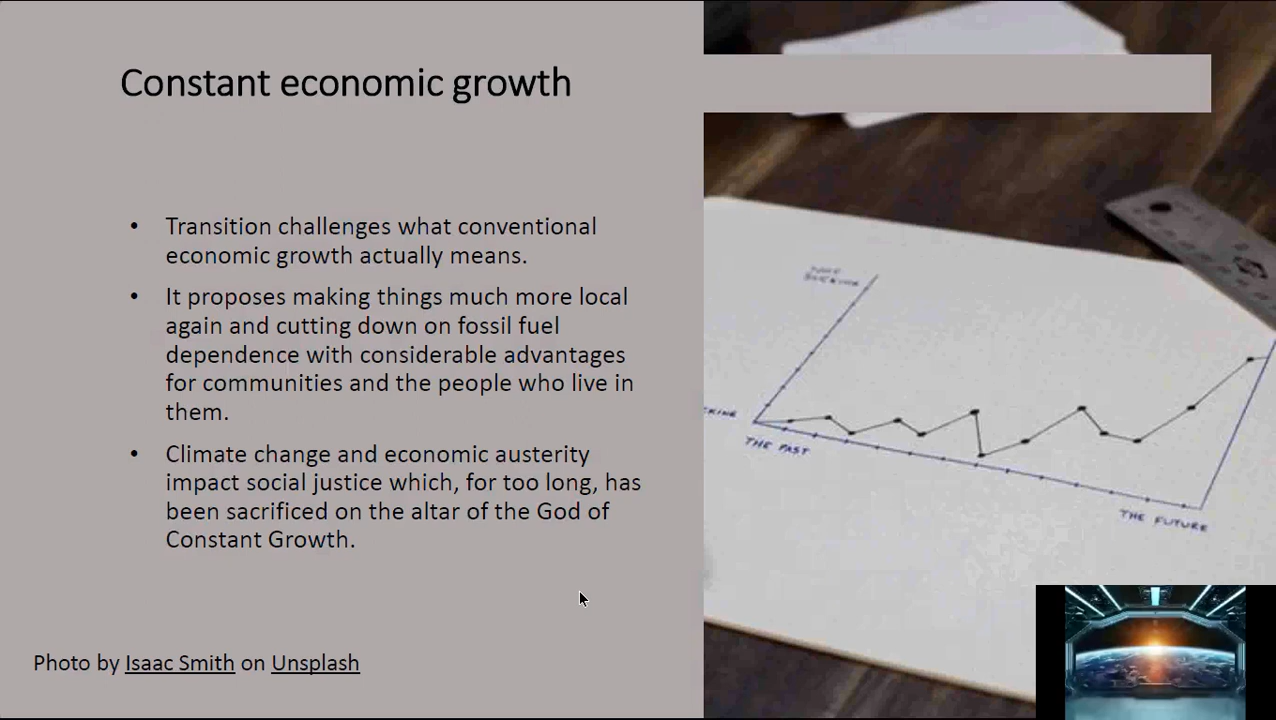 Constant economic growth
• Transition challenges what conventional
economic growth actually means.
• It proposes making things much more local
again and cutting down on fossil fuel
dependence with considerable advantages
for communities and the people who live in
them.
• Climate change and economic austerity
impact social justice which, for too long, has
been sacrificed on the altar of the God of
Constant Growth.
Photo by Isaac Smith on Unsplash
THE PAST
THE FUTURE